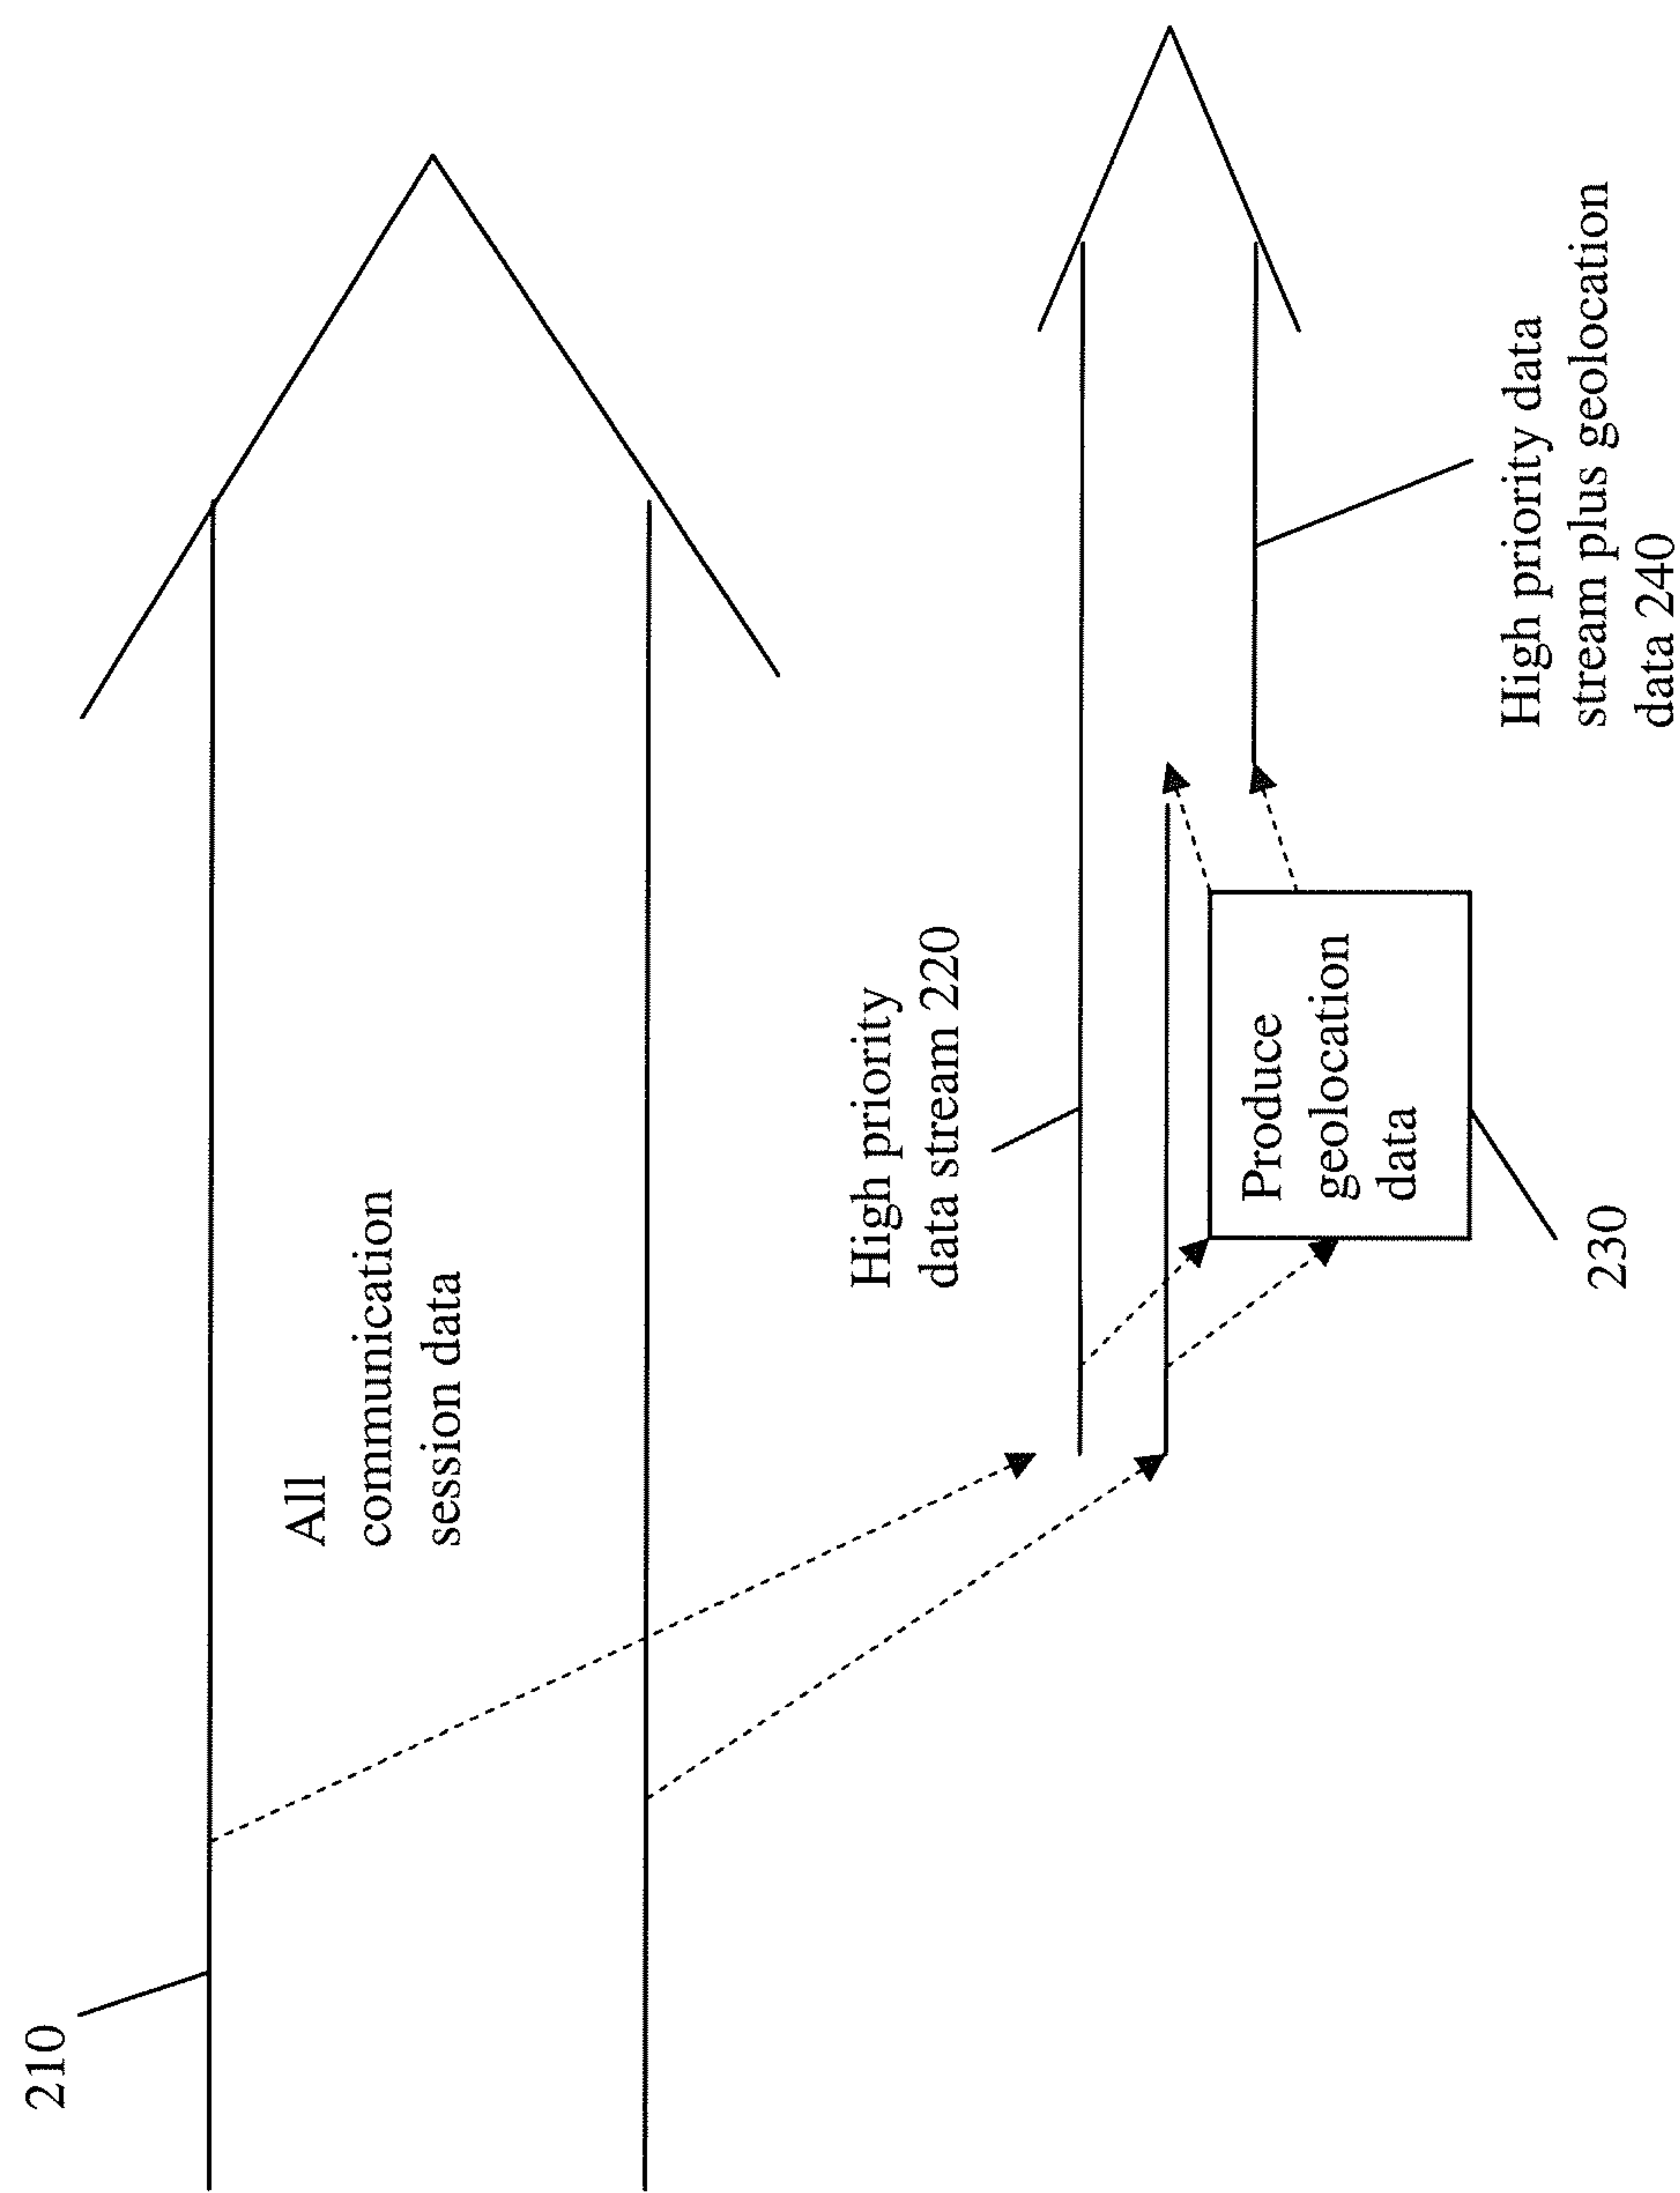 210
All
communication
session data
High priority
data stream 220
Produce
geolocation
data
230
High priority data
stream plus geolocation
data 240